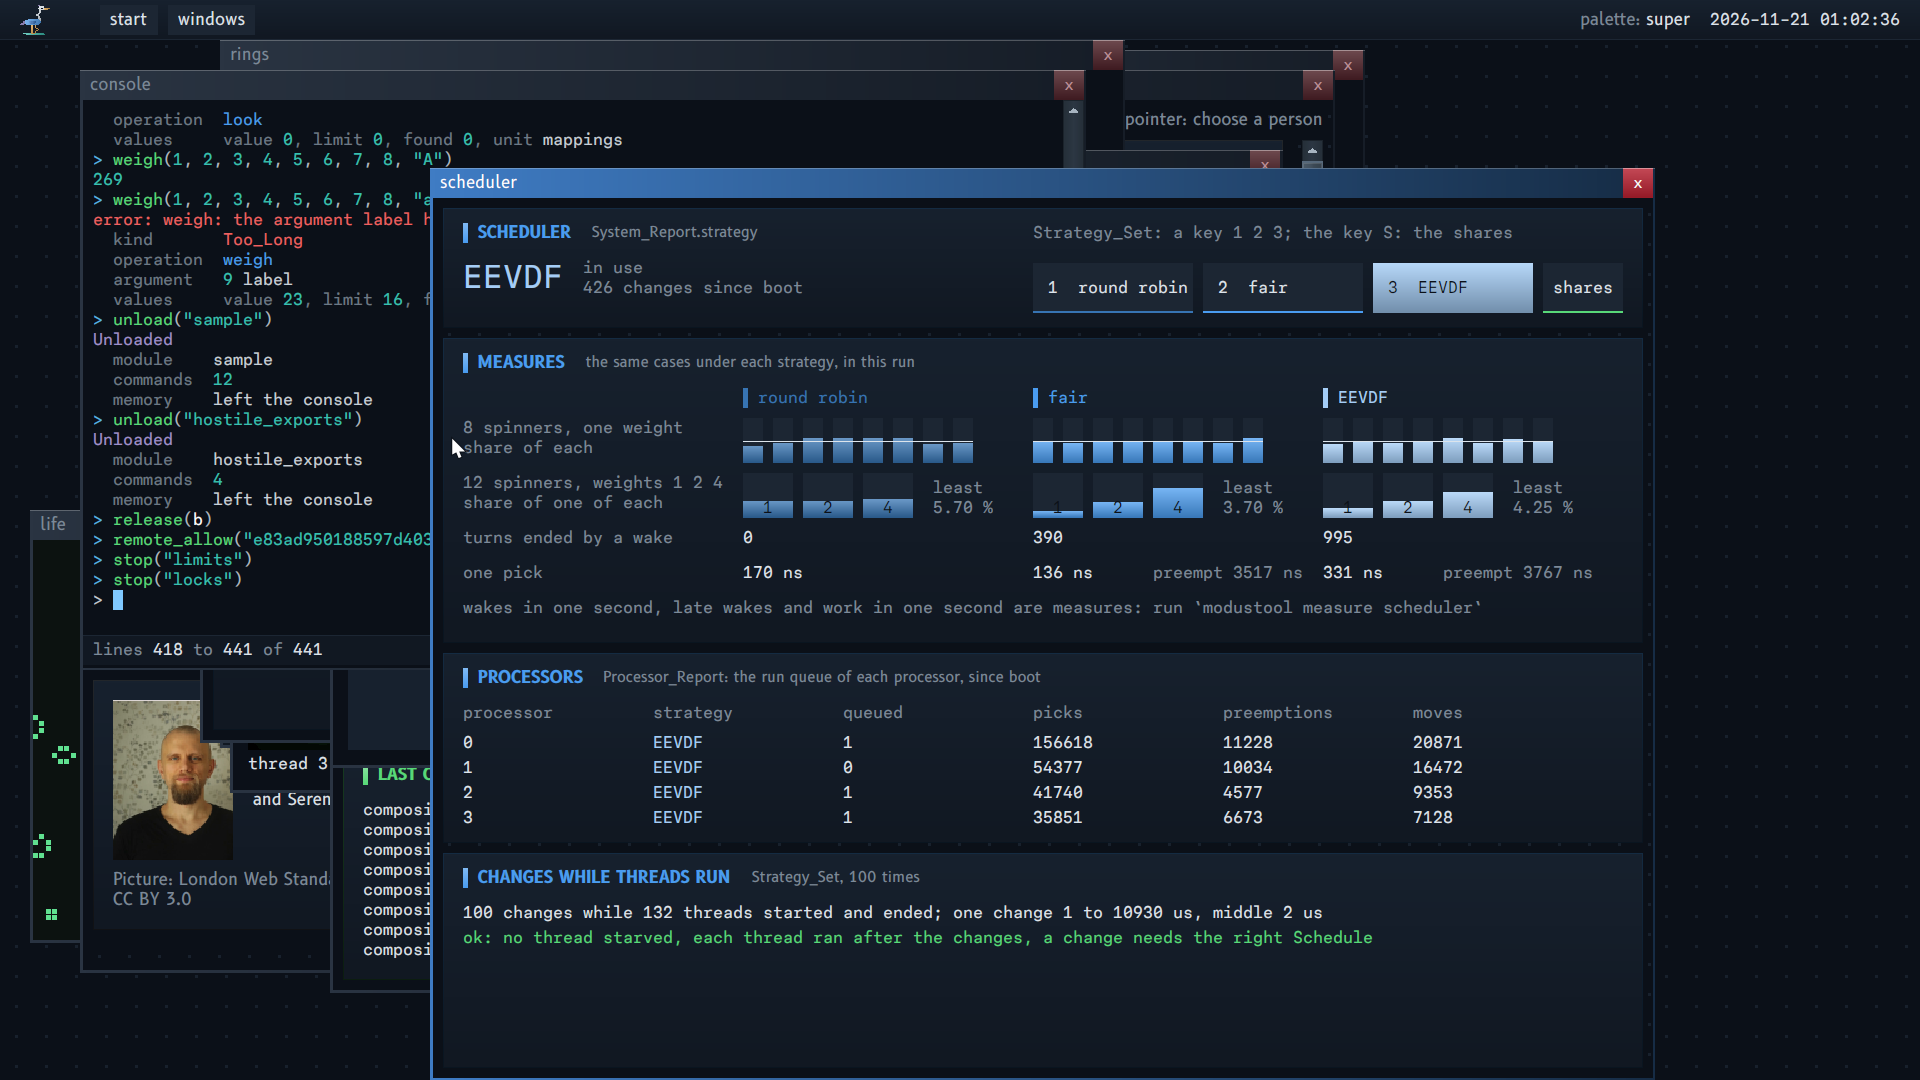 start windows palette: super 2026-11-21 01:02:36
rings x
x
console x
x
operation look
values value 0, limit 0, found 0, unit mappings
pointer: choose a person
> weigh(1, 2, 3, 4, 5, 6, 7, 8, "A")
269
x
> weigh(1, 2, 3, 4, 5, 6, 7, 8,
error: weigh: the argument label
kind Too_Long
operation weigh
argument 9 label
values value 23, limit 16,
> unload("sample")
Unloaded
module sample
commands 12
memory left the console
> unload("hostile_exports")
Unloaded
module hostile_exports
commands 4
memory left the console
> release(b)
> remote_allow("e83ad950188597d403
> stop("limits")
> stop("locks")
>
lines 418 to 441 of 441
life
thread 3
and Seren
Picture: London Web Stand
CC BY 3.0
LAST
composi
composi
composi
composi
composi
composi
composi
composi
scheduler x
SCHEDULER System_Report.strategy
Strategy_Set: a key 1 2 3; the key S: the shares
EEVDF in use
426 changes since boot
1 round robin 2 fair 3 EEVDF shares
MEASURES the same cases under each strategy, in this run
round robin fair EEVDF
8 spinners, one weight
share of each
12 spinners, weights 1 2 4
share of one of each
1 2 4 least
5.70 %
1 2 4 least
3.70 %
1 2 4 least
4.25 %
turns ended by a wake 0 390 995
one pick 170 ns 136 ns preempt 3517 ns 331 ns preempt 3767 ns
wakes in one second, late wakes and work in one second are measures: run `modustool measure scheduler`
PROCESSORS Processor_Report: the run queue of each processor, since boot
processor strategy queued picks preemptions moves
0 EEVDF 1 156618 11228 20871
1 EEVDF 0 54377 10034 16472
2 EEVDF 1 41740 4577 9353
3 EEVDF 1 35851 6673 7128
CHANGES WHILE THREADS RUN Strategy_Set, 100 times
100 changes while 132 threads started and ended; one change 1 to 10930 us, middle 2 us
ok: no thread starved, each thread ran after the changes, a change needs the right Schedule